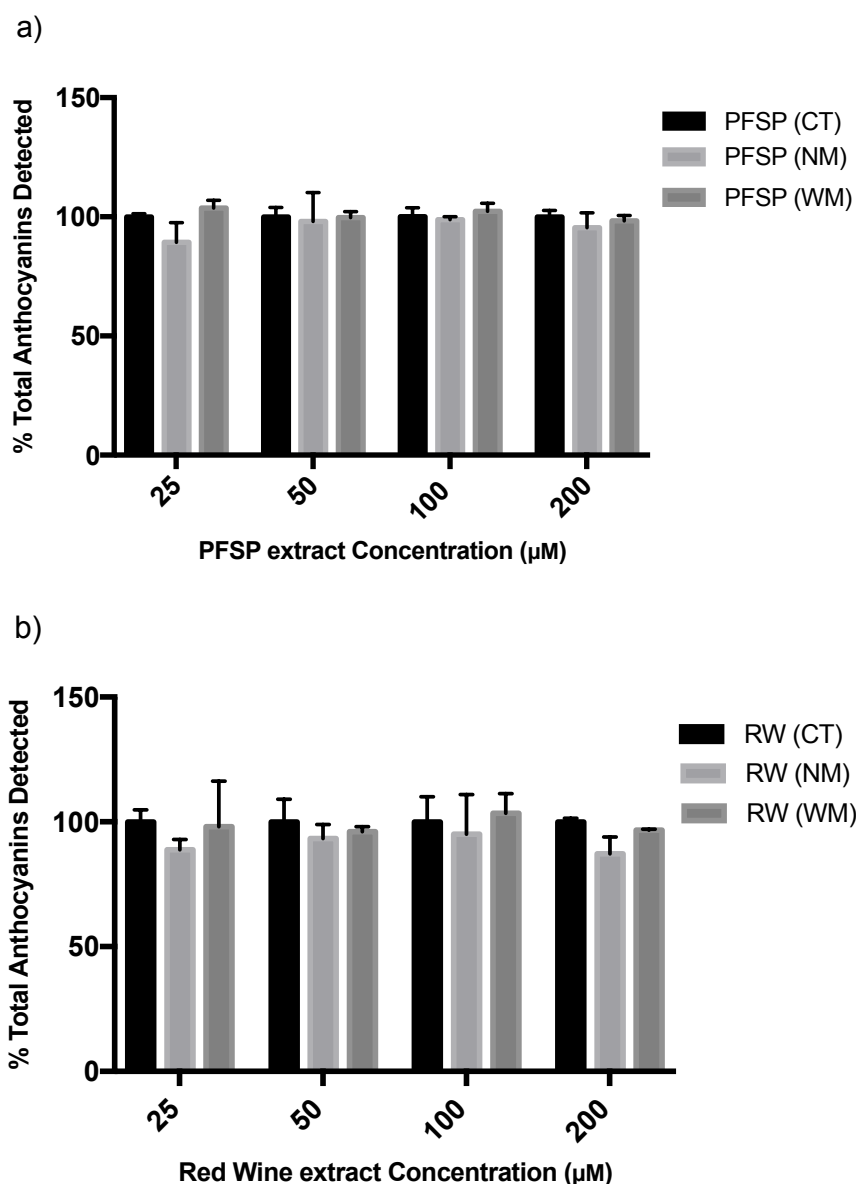 a)
150
100
50
0
% Total Anthocyanins Detected
25
50
100
200
PFSP extract Concentration (µM)
PFSP (CT)
PFSP (NM)
PFSP (WM)
b)
150
100
50
0
% Total Anthocyanins Detected
25
50
100
200
Red Wine extract Concentration (µM)
RW (CT)
RW (NM)
RW (WM)